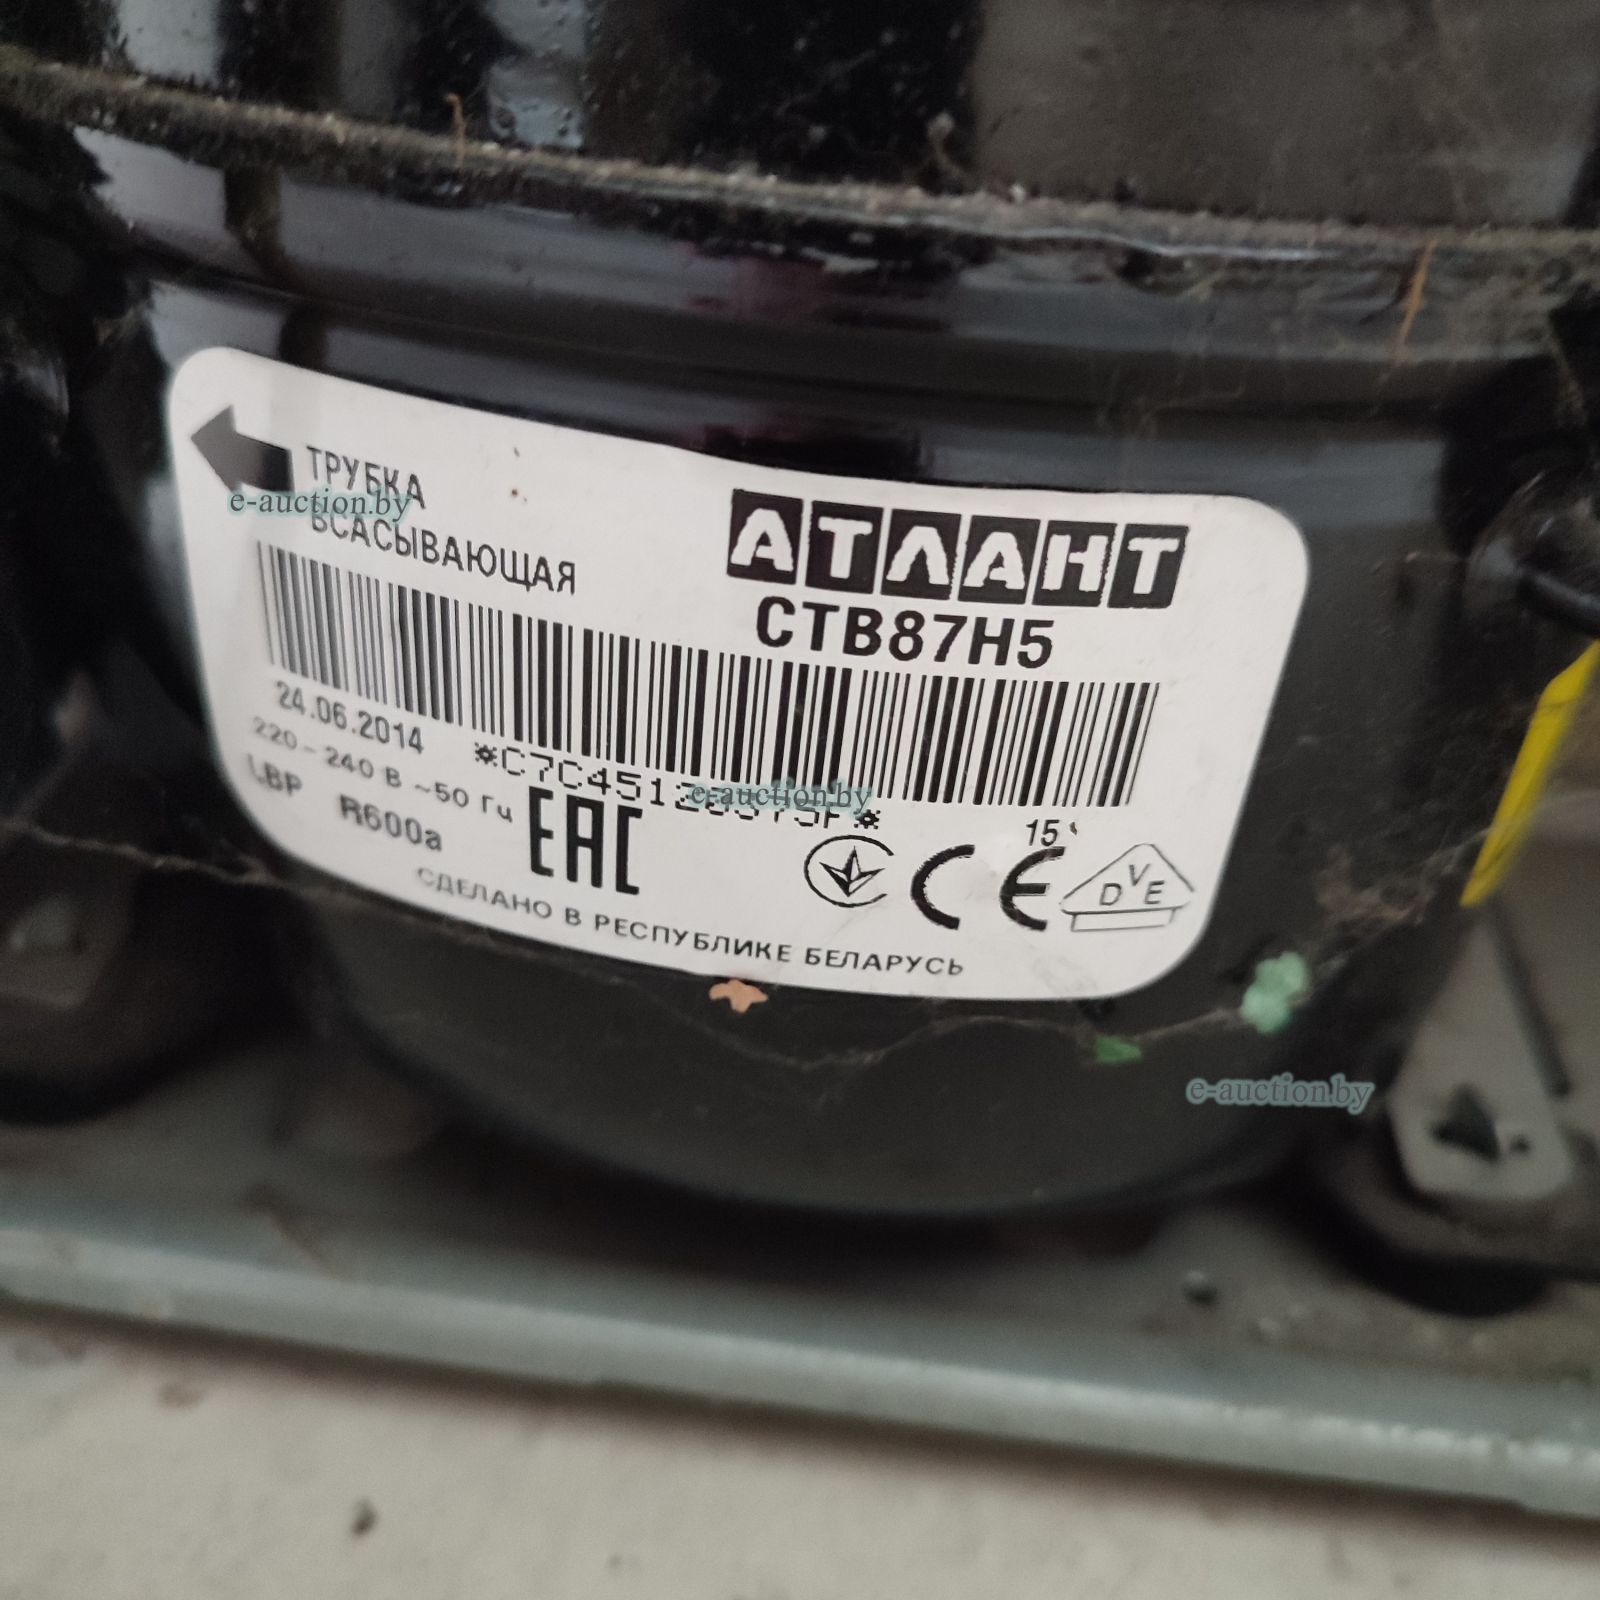 ТРУБКА
ВСАСЫВАЮЩАЯ
АТЛАНТ
СТВ87Н5
24.06.2014
220-240 В ~50 Гц
LBP R600a
EAC
15
CE
DVE
СДЕЛАНО В РЕСПУБЛИКЕ БЕЛАРУСЬ
e-auction.by
e-auction.by
e-auction.by